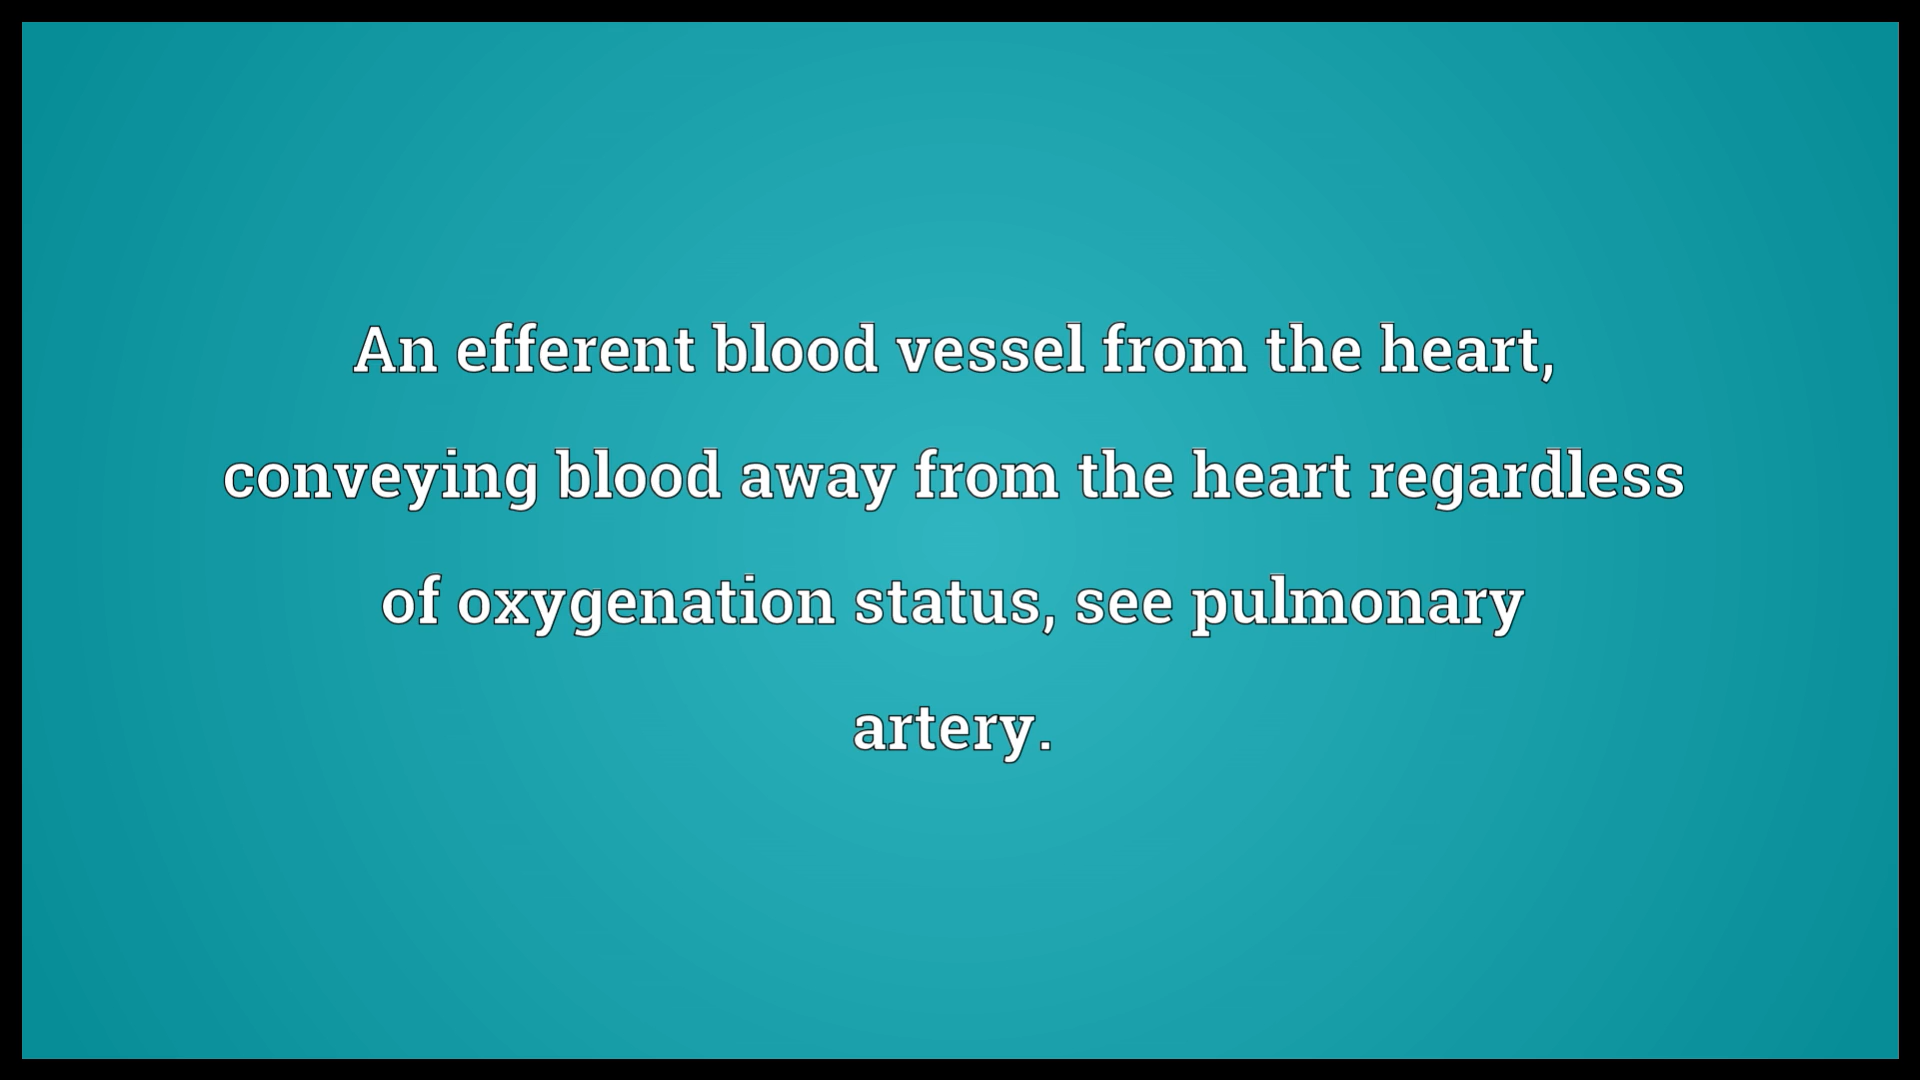 An efferent blood vessel from the heart,
conveying blood away from the heart regardless
of oxygenation status, see pulmonary
artery.